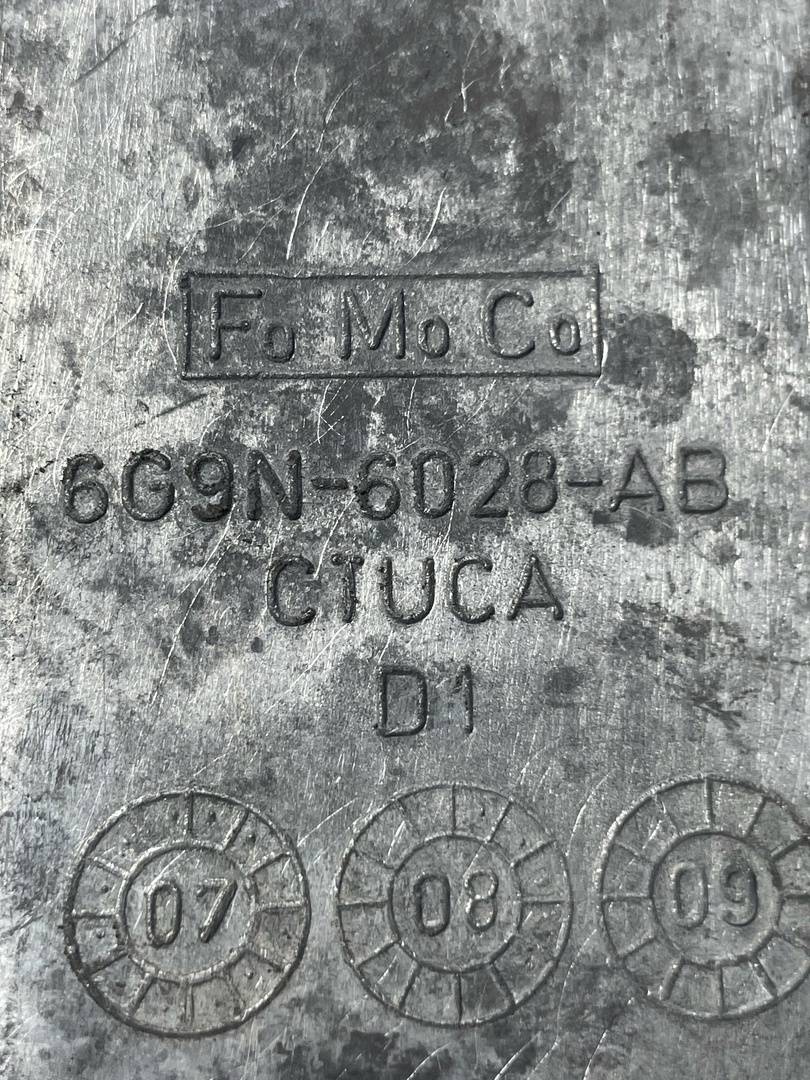 Fo Mo Co
6G9N-6028-AB
CTUCA
D1
07 08 09